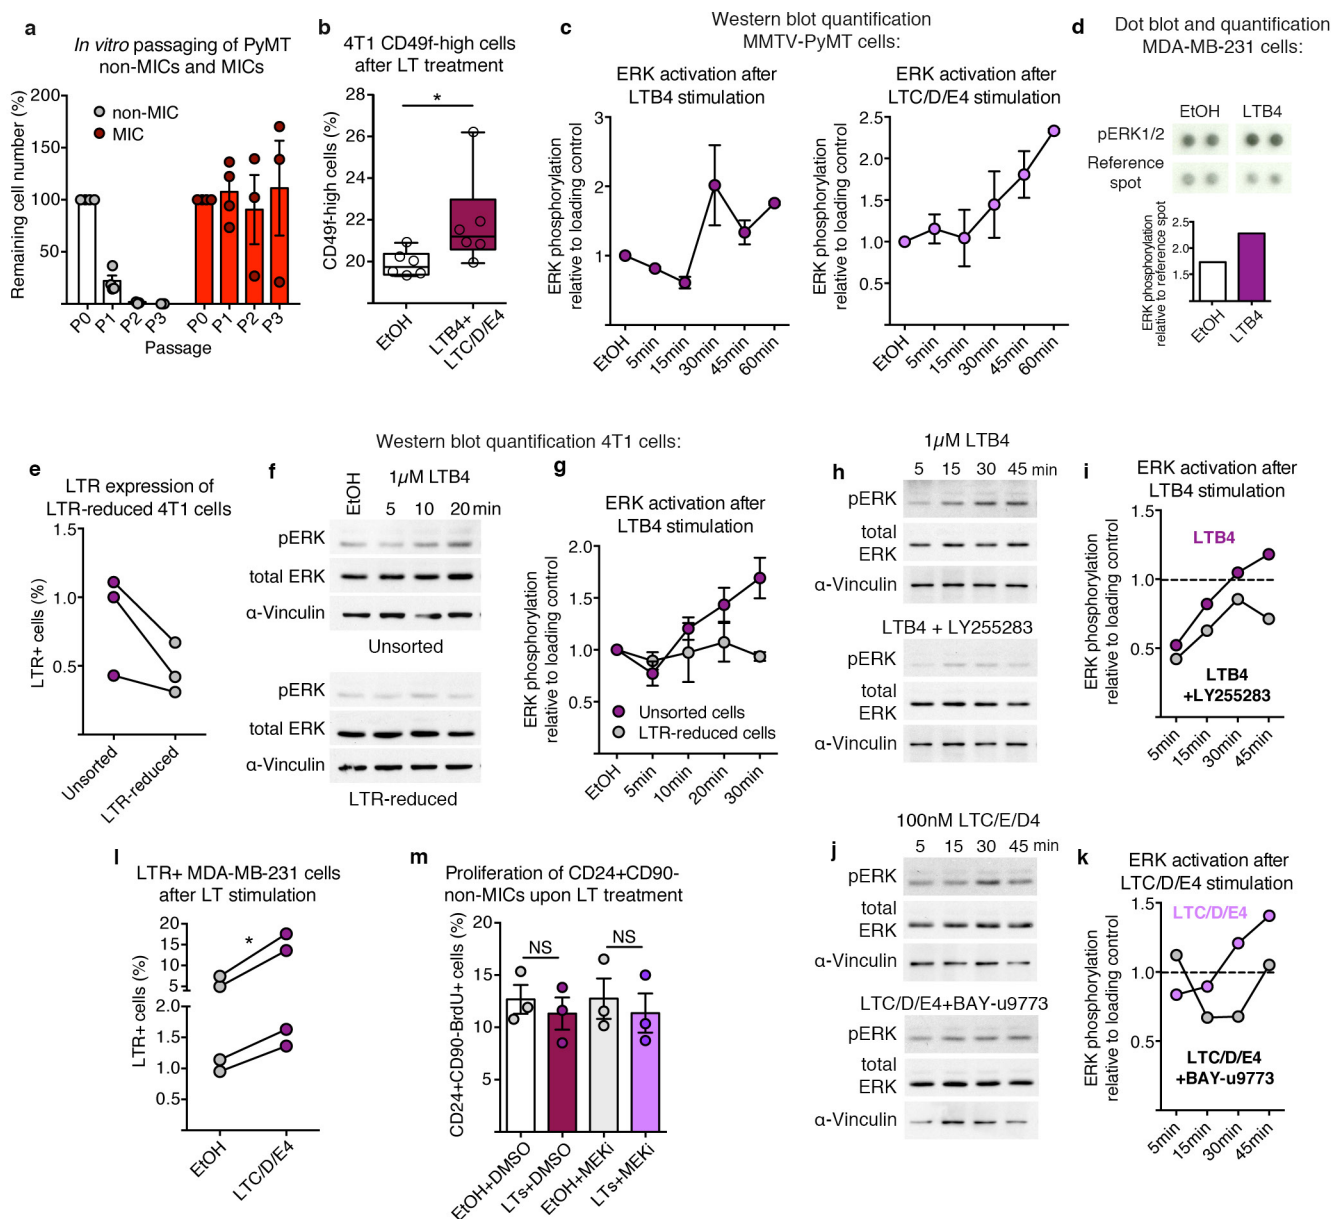 a
In vitro passaging of PyMT
non-MICs and MICs
Remaining cell number (%)
200
150
100
50
non-MIC
MIC
P0
P1
P2
P3
P0
P1
P2
P3
Passage
b
4T1 CD49f-high cells
after LT treatment
CD49f-high cells (%)
28
26
24
22
20
*
EtOH
LTB4+
LTC/D/E4
Western blot quantification
MMTV-PyMT cells:
c
ERK activation after
LTB4 stimulation
ERK phosphorylation
relative to loading control
3
2
1
EtOH
5min
15min
30min
45min
60min
ERK activation after
LTC/D/E4 stimulation
ERK phosphorylation
relative to loading control
2.5
2.0
1.5
1.0
0.5
EtOH
5min
15min
30min
45min
60min
d
Dot blot and quantification
MDA-MB-231 cells:
EtOH LTB4
pERK1/2
Reference
spot
ERK phosphorylation
relative to reference spot
2.5
2
1.5
EtOH
LTB4
Western blot quantification 4T1 cells:
e
LTR expression of
LTR-reduced 4T1 cells
LTR+ cells (%)
1.5
1.0
0.5
Unsorted
LTR-reduced
f
EtOH
1µM LTB4
5 10 20 min
pERK
total ERK
α-Vinculin
Unsorted
pERK
total ERK
α-Vinculin
LTR-reduced
g
ERK activation after
LTB4 stimulation
ERK phosphorylation
relative to loading control
2.0
1.5
1.0
0.5
Unsorted cells
LTR-reduced cells
EtOH
5min
10min
20min
30min
h
1µM LTB4
5 15 30 45 min
pERK
total
ERK
α-Vinculin
LTB4 + LY255283
pERK
total
ERK
α-Vinculin
i
ERK activation after
LTB4 stimulation
ERK phosphorylation
relative to loading control
1.5
1.0
0.5
LTB4
LTB4
+LY255283
5min
15min
30min
45min
l
LTR+ MDA-MB-231 cells
after LT stimulation
LTR+ cells (%)
20
15
10
5
2.0
1.5
1.0
0.5
*
EtOH
LTC/D/E4
m
Proliferation of CD24+CD90-
non-MICs upon LT treatment
CD24+CD90-BrdU+ cells (%)
20
15
10
5
NS
NS
EtOH+DMSO
LTs+DMSO
EtOH+MEKi
LTs+MEKi
j
100nM LTC/E/D4
5 15 30 45 min
pERK
total
ERK
α-Vinculin
LTC/D/E4+BAY-u9773
pERK
total
ERK
α-Vinculin
k
ERK activation after
LTC/D/E4 stimulation
ERK phosphorylation
relative to loading control
1.5
1.0
0.5
LTC/D/E4
LTC/D/E4
+BAY-u9773
5min
15min
30min
45min